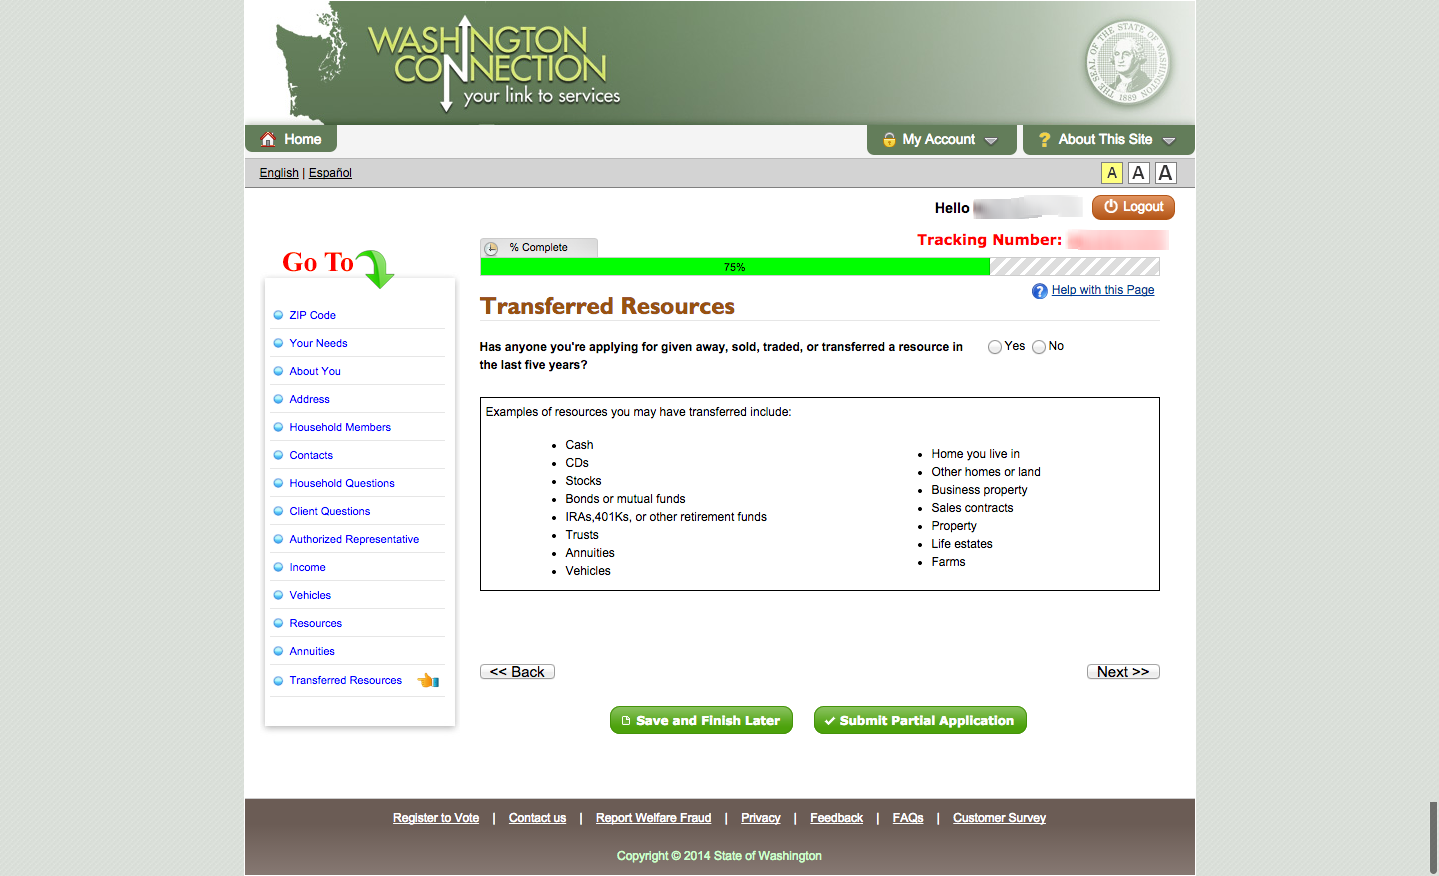 WASHINGTON
CONNECTION
your link to services
THE SEAL OF THE STATE OF WASHINGTON
1889
Home
My Account
? About This Site
English | Español
A A A
Hello
Logout
Tracking Number:
% Complete
75%
? Help with this Page
Go To
ZIP Code
Your Needs
About You
Address
Household Members
Contacts
Household Questions
Client Questions
Authorized Representative
Income
Vehicles
Resources
Annuities
Transferred Resources
Transferred Resources
Has anyone you're applying for given away, sold, traded, or transferred a resource in
the last five years?
Yes No
Examples of resources you may have transferred include:
• Cash
• CDs
• Stocks
• Bonds or mutual funds
• IRAs,401Ks, or other retirement funds
• Trusts
• Annuities
• Vehicles
• Home you live in
• Other homes or land
• Business property
• Sales contracts
• Property
• Life estates
• Farms
<< Back
Next >>
Save and Finish Later
Submit Partial Application
Register to Vote | Contact us | Report Welfare Fraud | Privacy | Feedback | FAQs | Customer Survey
Copyright © 2014 State of Washington